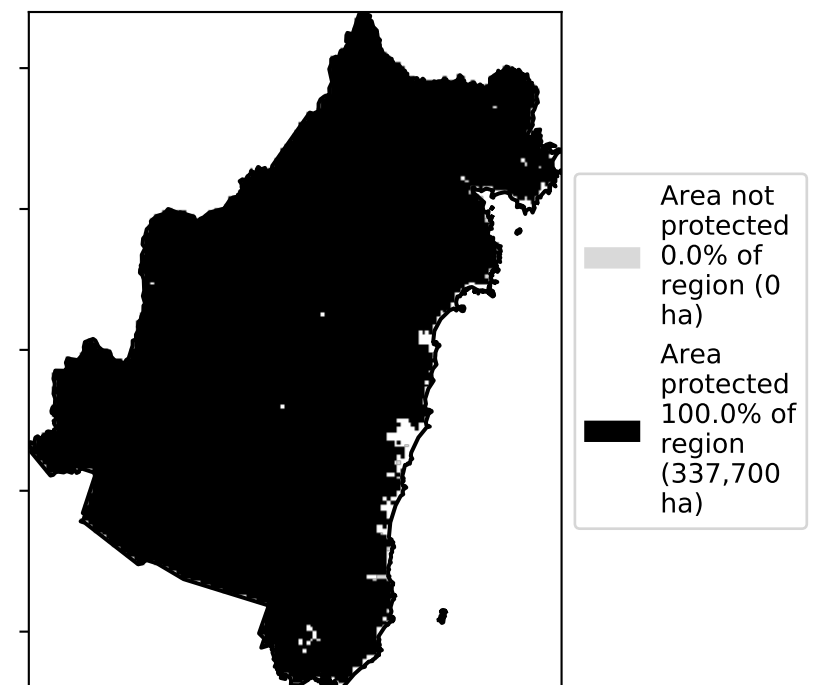 Area not
protected
0.0% of
region (0
ha)
Area
protected
100.0% of
region
(337,700
ha)